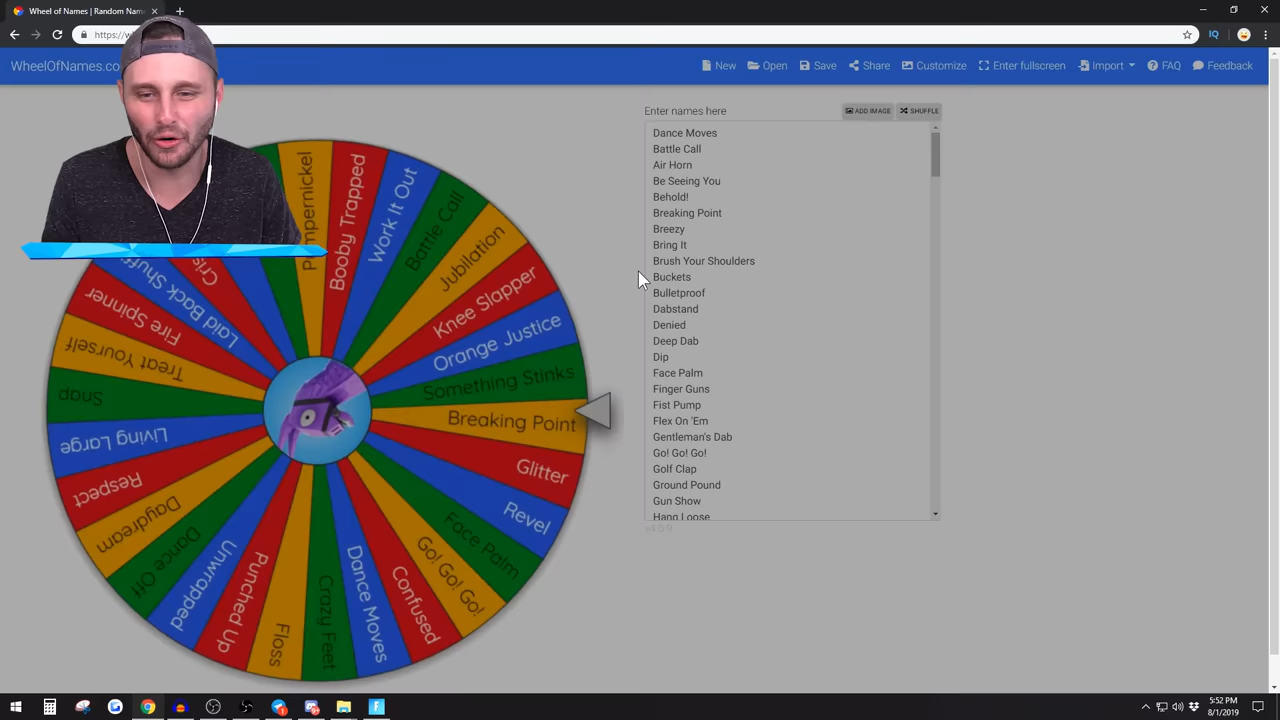 Wheel Of Names | Random Nam
https://w
WheelOfNames.co
New
Open
Save
Share
Customize
Enter fullscreen
Import
FAQ
Feedback
Enter names here
ADD IMAGE
SHUFFLE
Dance Moves
Battle Call
Air Horn
Be Seeing You
Behold!
Breaking Point
Breezy
Bring It
Brush Your Shoulders
Buckets
Bulletproof
Dabstand
Denied
Deep Dab
Dip
Face Palm
Finger Guns
Fist Pump
Flex On 'Em
Gentleman's Dab
Go! Go! Go!
Golf Clap
Ground Pound
Gun Show
Hang Loose
Booby Trapped
Work It Out
Battle Call
Jubilation
Knee Slapper
Orange Justice
Something Stinks
Breaking Point
Glitter
Revel
Face Palm
Go! Go! Go!
Confused
Dance Moves
Crazy Feet
Floss
Punched Up
Unwrapped
Dance Off
Daydream
Respect
Living Large
Snap
Treat Yourself
Fire Spinner
Laid Back Shuf
Cris
mpernickel
5:52 PM
8/1/2019